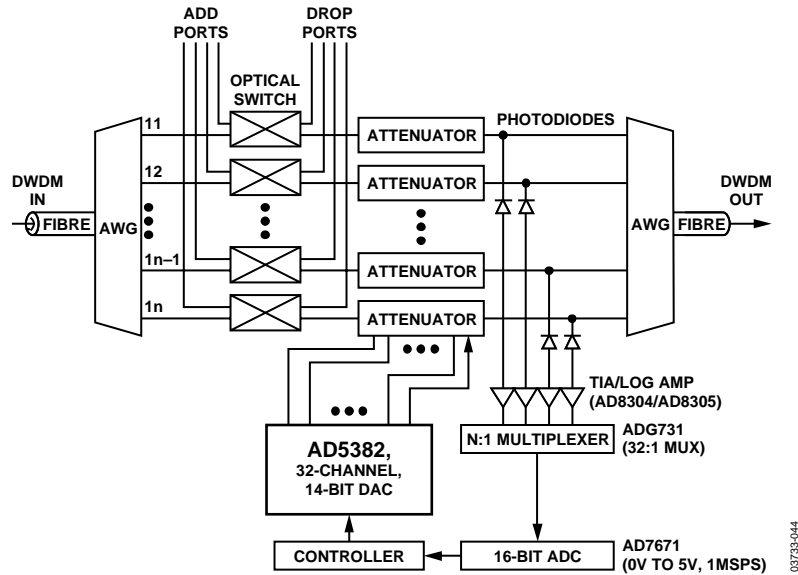 ADD
PORTS
DROP
PORTS
OPTICAL
SWITCH
PHOTODIODES
11
ATTENUATOR
12
ATTENUATOR
DWDM
IN
FIBRE
AWG
1n–1
ATTENUATOR
1n
ATTENUATOR
AWG
FIBRE
DWDM
OUT
TIA/LOG AMP
(AD8304/AD8305)
AD5382,
32-CHANNEL,
14-BIT DAC
N:1 MULTIPLEXER
ADG731
(32:1 MUX)
CONTROLLER
16-BIT ADC
AD7671
(0V TO 5V, 1MSPS)
03733-044